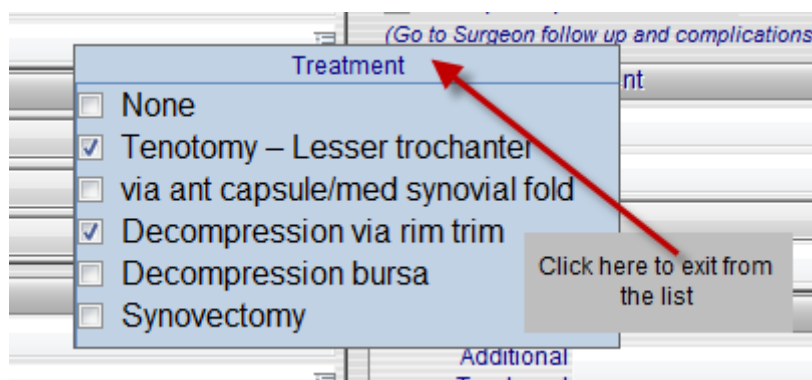 (Go to Surgeon follow up and complications
Treatment
nt
None
Tenotomy – Lesser trochanter
via ant capsule/med synovial fold
Decompression via rim trim
Decompression bursa
Synovectomy
Click here to exit from
the list
Additional